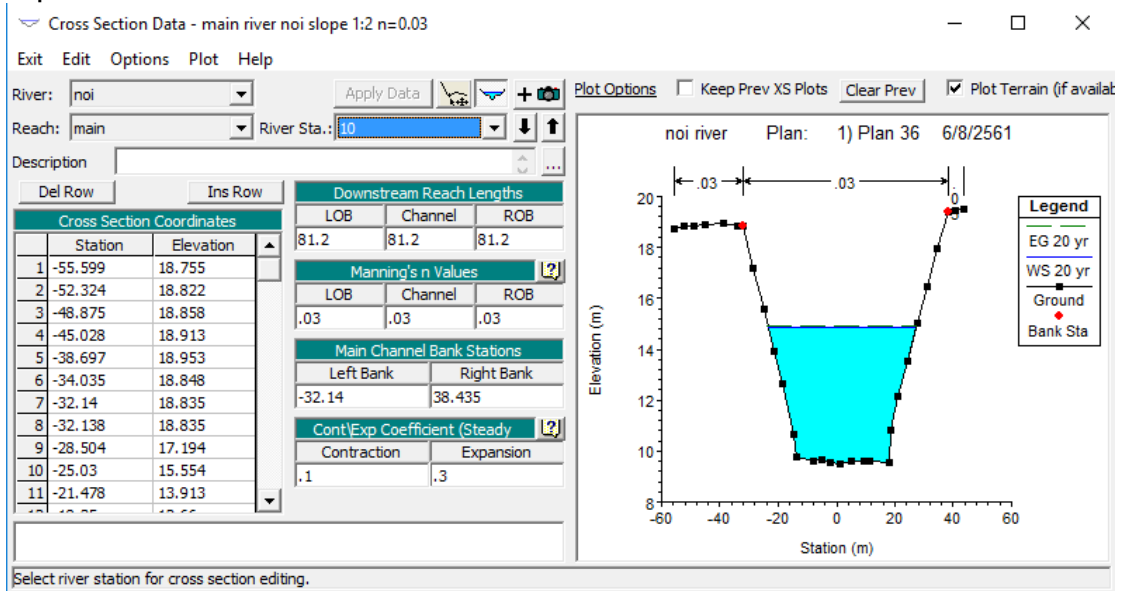 Cross Section Data - main river noi slope 1:2 n=0.03
Exit Edit Options Plot Help
River: noi Apply Data
Reach: main River Sta.: 10
Description ...
Del Row Ins Row
Cross Section Coordinates
Station Elevation
1 -55.599 18.755
2 -52.324 18.822
3 -48.875 18.858
4 -45.028 18.913
5 -38.697 18.953
6 -34.035 18.848
7 -32.14 18.835
8 -32.138 18.835
9 -28.504 17.194
10 -25.03 15.554
11 -21.478 13.913
Downstream Reach Lengths
LOB Channel ROB
81.2 81.2 81.2
Manning's n Values
LOB Channel ROB
.03 .03 .03
Main Channel Bank Stations
Left Bank Right Bank
-32.14 38.435
Cont\Exp Coefficient (Steady
Contraction Expansion
.1 .3
Plot Options Keep Prev XS Plots Clear Prev Plot Terrain (if availab
noi river Plan: 1) Plan 36 6/8/2561
.03 .03
20
18
16
14
12
10
8
Elevation (m)
-60 -40 -20 0 20 40 60
Station (m)
Legend
EG 20 yr
WS 20 yr
Ground
Bank Sta
Select river station for cross section editing.